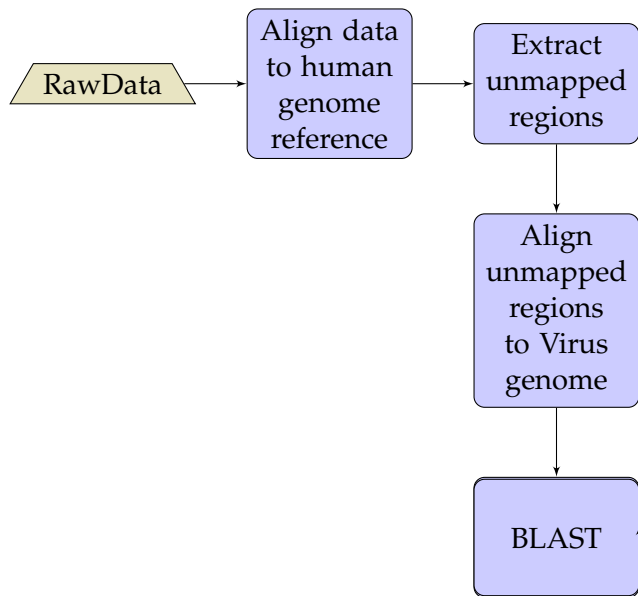 RawData
Align data
to human
genome
reference
Extract
unmapped
regions
Align
unmapped
regions
to Virus
genome
BLAST